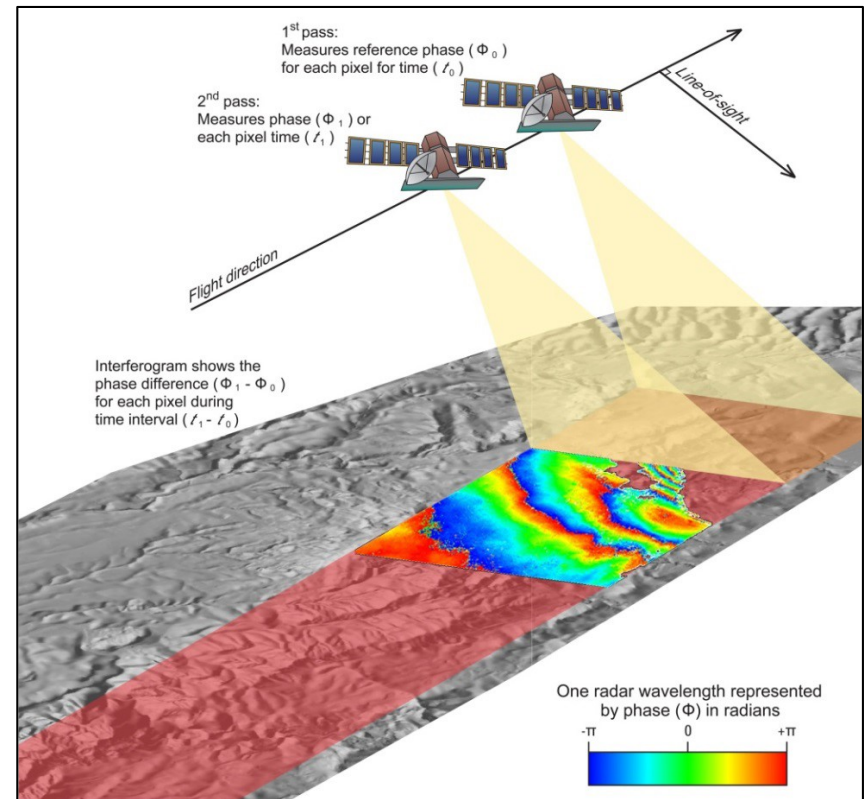 1st pass:
Measures reference phase (Φ0)
for each pixel for time (t0)
2nd pass:
Measures phase (Φ1) or
each pixel time (t1)
Line-of-sight
Flight direction
Interferogram shows the
phase difference (Φ1 - Φ0)
for each pixel during
time interval (t1 - t0)
One radar wavelength represented
by phase (Φ) in radians
-π 0 +π